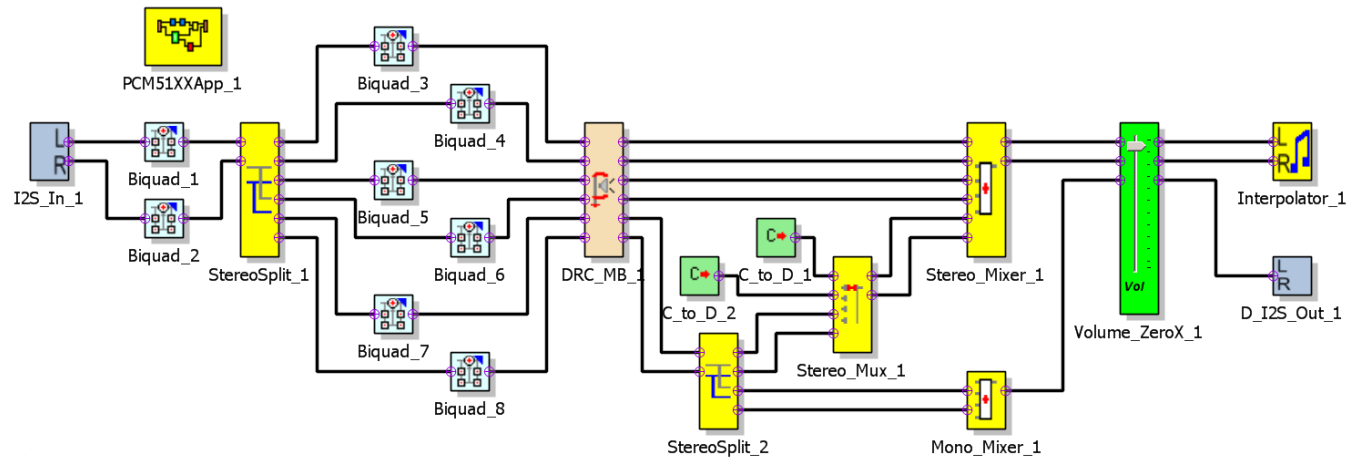 PCM51XXApp_1
Biquad_3
Biquad_4
L
R
I2S_In_1
Biquad_1
Biquad_2
StereoSplit_1
Biquad_5
Biquad_6
Biquad_7
Biquad_8
DRC_MB_1
C
C_to_D_1
C
C_to_D_2
Stereo_Mux_1
StereoSplit_2
Stereo_Mixer_1
Mono_Mixer_1
Vol
Volume_ZeroX_1
L
R
Interpolator_1
L
R
D_I2S_Out_1